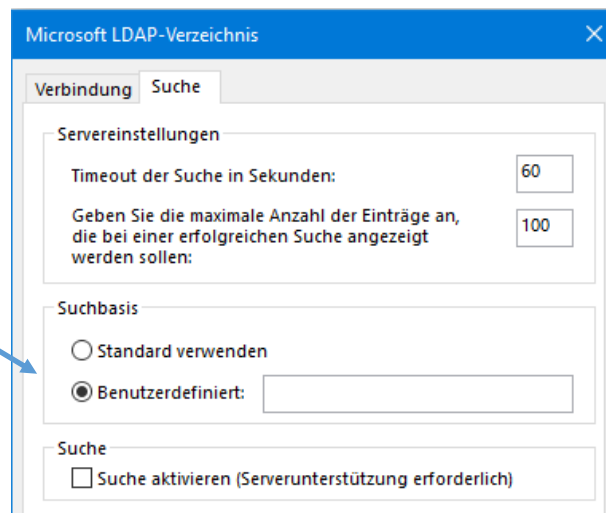 Microsoft LDAP-Verzeichnis
Verbindung Suche
Servereinstellungen
Timeout der Suche in Sekunden: 60
Geben Sie die maximale Anzahl der Einträge an, 100
die bei einer erfolgreichen Suche angezeigt
werden sollen:
Suchbasis
Standard verwenden
Benutzerdefiniert:
Suche
Suche aktivieren (Serverunterstützung erforderlich)